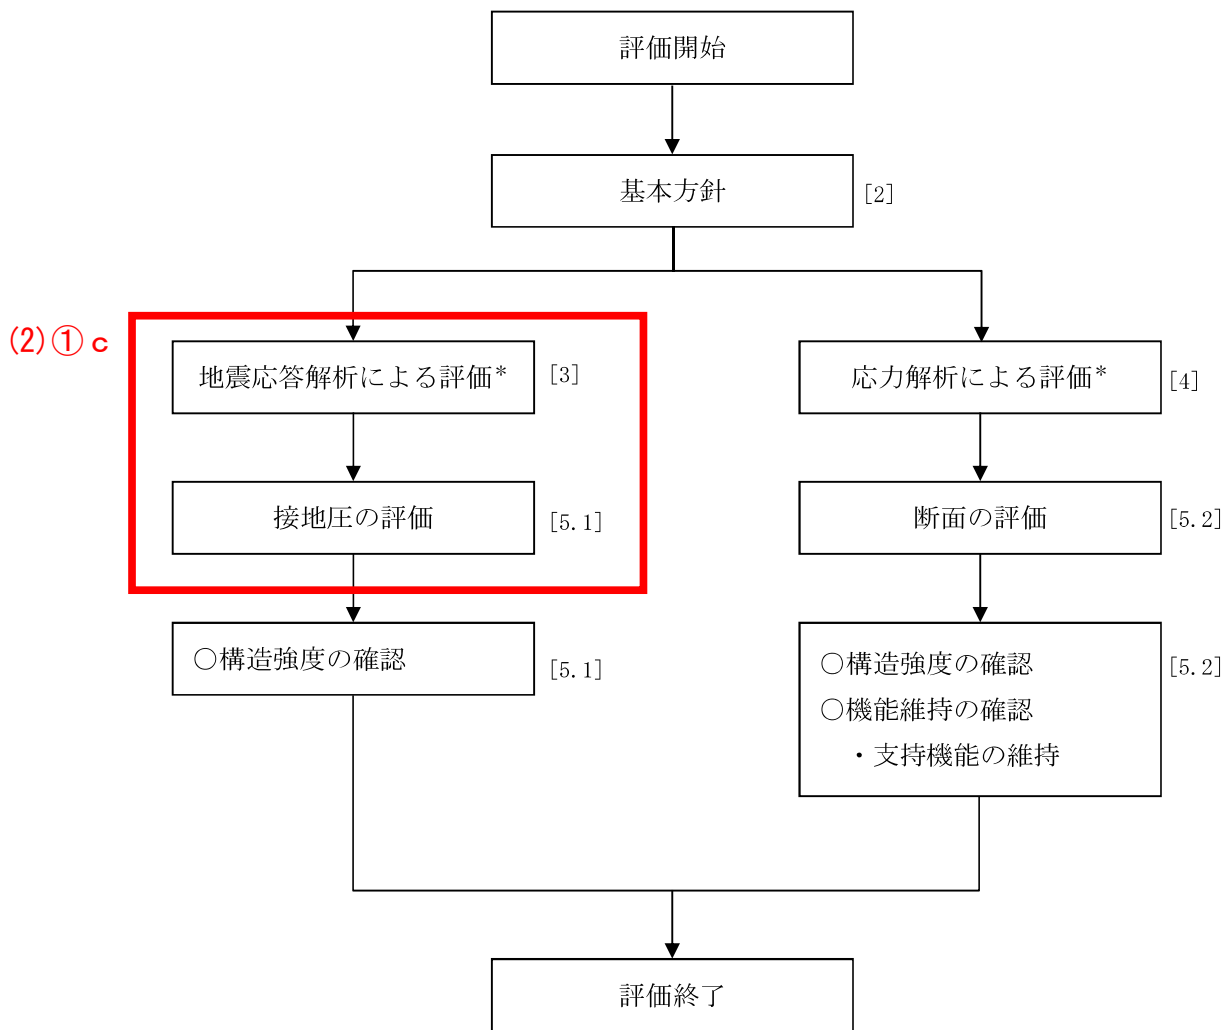 評価開始
基本方針
[2]
(2)①c
地震応答解析による評価*
[3]
接地圧の評価
[5.1]
○構造強度の確認
[5.1]
応力解析による評価*
[4]
断面の評価
[5.2]
○構造強度の確認
○機能維持の確認
・支持機能の維持
[5.2]
評価終了